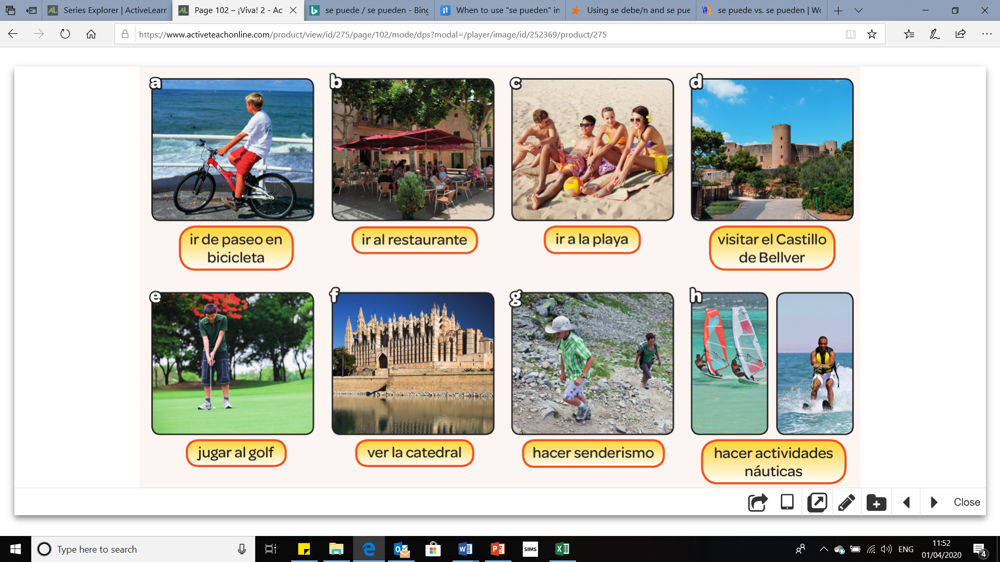 Series Explorer | ActiveLearr
Page 102 – ¡Viva! 2 - Ac
se puede / se pueden - Bing
When to use "se pueden" in
Using se debe/n and se pue
se puede vs. se pueden | Wo
https://www.activeteachonline.com/product/view/id/275/page/102/mode/dps?modal=/player/image/id/252369/product/275
a
b
c
d
ir de paseo en
bicicleta
ir al restaurante
ir a la playa
visitar el Castillo
de Bellver
e
f
g
h
jugar al golf
ver la catedral
hacer senderismo
hacer actividades
náuticas
Close
Type here to search
SIMS
ENG
11:52
01/04/2020
4